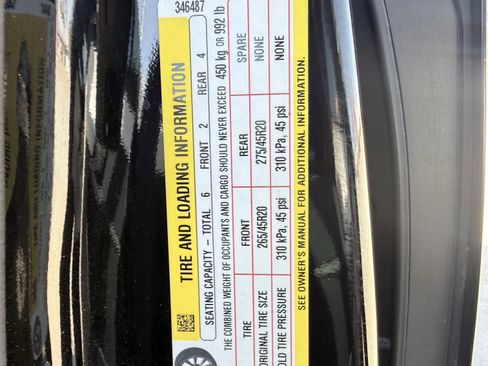 346487
TIRE AND LOADING INFORMATION
SEATING CAPACITY – TOTAL 6 FRONT 2 REAR 4
THE COMBINED WEIGHT OF OCCUPANTS AND CARGO SHOULD NEVER EXCEED 450 kg OR 992 lb
TIRE FRONT REAR SPARE
ORIGINAL TIRE SIZE 265/45R20 275/45R20 NONE
OLD TIRE PRESSURE 310 kPa, 45 psi 310 kPa, 45 psi NONE
SEE OWNER'S MANUAL FOR ADDITIONAL INFORMATION.